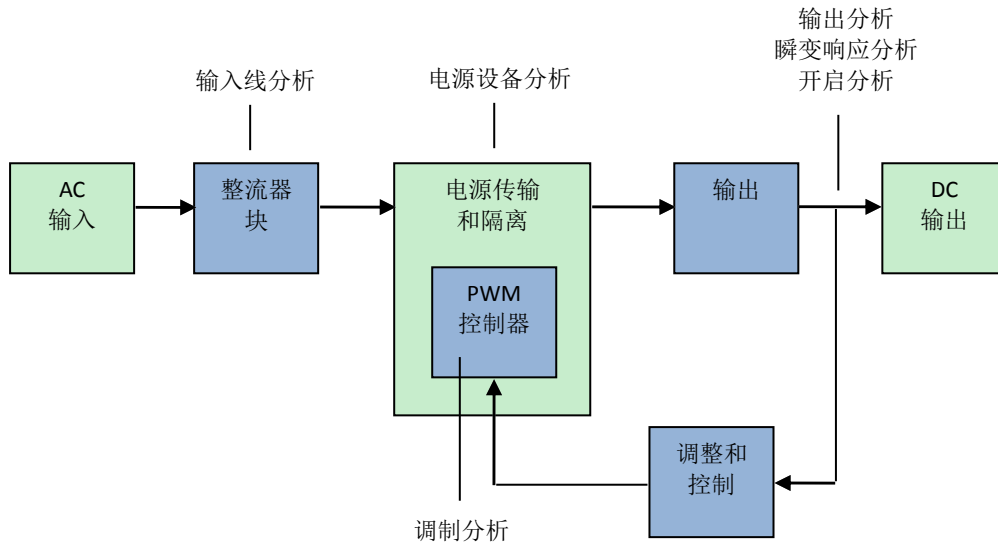 输出分析
瞬变响应分析
开启分析
输入线分析
电源设备分析
AC
输入
整流器
块
电源传输
和隔离
输出
DC
输出
PWM
控制器
调整和
控制
调制分析